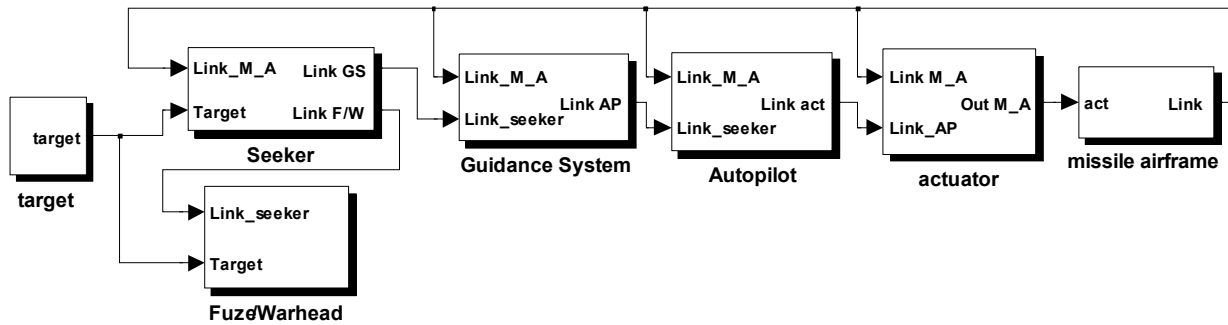 target
target
Link_M_A
Target
Link GS
Link F/W
Seeker
Link_seeker
Target
Fuze/Warhead
Link_M_A
Link_seeker
Link AP
Guidance System
Link_M_A
Link_seeker
Link act
Autopilot
Link M_A
Link_AP
Out M_A
actuator
act
Link
missile airframe